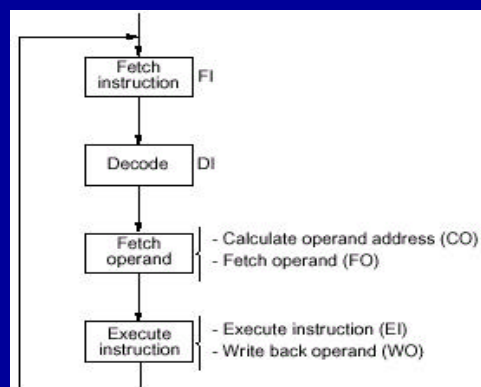 Fetch
instruction
FI
Decode
DI
Fetch
operand
- Calculate operand address (CO)
- Fetch operand (FO)
Execute
instruction
- Execute instruction (EI)
- Write back operand (WO)